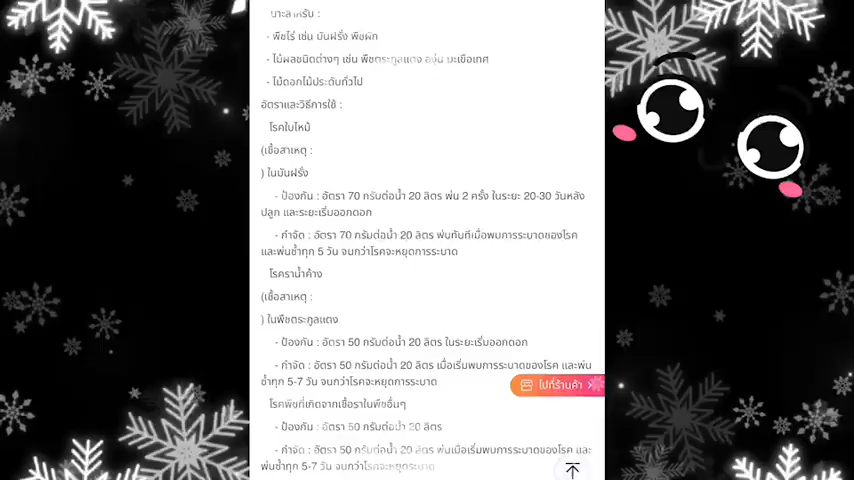 เหมาะสำหรับ :
- พืชไร่ เช่น มันฝรั่ง พืชผัก
- ไม้ผลชนิดต่างๆ เช่น พืชตระกูลแตง องุ่น มะเขือเทศ
- ไม้ดอกไม้ประดับทั่วไป
อัตราและวิธีการใช้ :
โรคใบไหม้
(เชื้อสาเหตุ :
) ในมันฝรั่ง
- ป้องกัน : อัตรา 70 กรัมต่อน้ำ 20 ลิตร พ่น 2 ครั้ง ในระยะ 20-30 วันหลัง
ปลูก และระยะเริ่มออกดอก
- กำจัด : อัตรา 70 กรัมต่อน้ำ 20 ลิตร พ่นทันทีเมื่อพบการระบาดของโรค
และพ่นซ้ำทุก 5 วัน จนกว่าโรคจะหยุดการระบาด
โรคราน้ำค้าง
(เชื้อสาเหตุ :
) ในพืชตระกูลแตง
- ป้องกัน : อัตรา 50 กรัมต่อน้ำ 20 ลิตร ในระยะเริ่มออกดอก
- กำจัด : อัตรา 50 กรัมต่อน้ำ 20 ลิตร เมื่อเริ่มพบการระบาดของโรค และพ่น
ซ้ำทุก 5-7 วัน จนกว่าโรคจะหยุดการระบาด
ไปที่ร้านค้า
โรคพืชที่เกิดจากเชื้อราในพืชอื่นๆ
- ป้องกัน : อัตรา 50 กรัมต่อน้ำ 20 ลิตร
- กำจัด : อัตรา 50 กรัมต่อน้ำ 20 ลิตร พ่นเมื่อเริ่มพบการระบาดของโรค และ
พ่นซ้ำทุก 5-7 วัน จนกว่าโรคจะหยุดระบาด